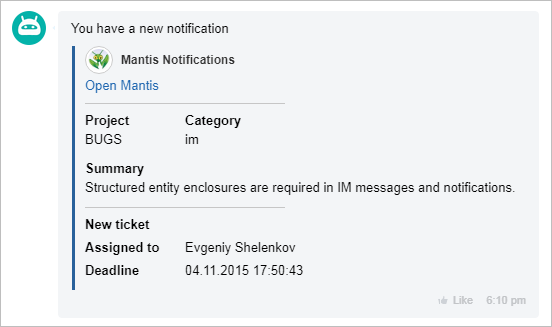 You have a new notification
Mantis Notifications
Open Mantis
Project Category
BUGS im
Summary
Structured entity enclosures are required in IM messages and notifications.
New ticket
Assigned to Evgeniy Shelenkov
Deadline 04.11.2015 17:50:43
Like 6:10 pm